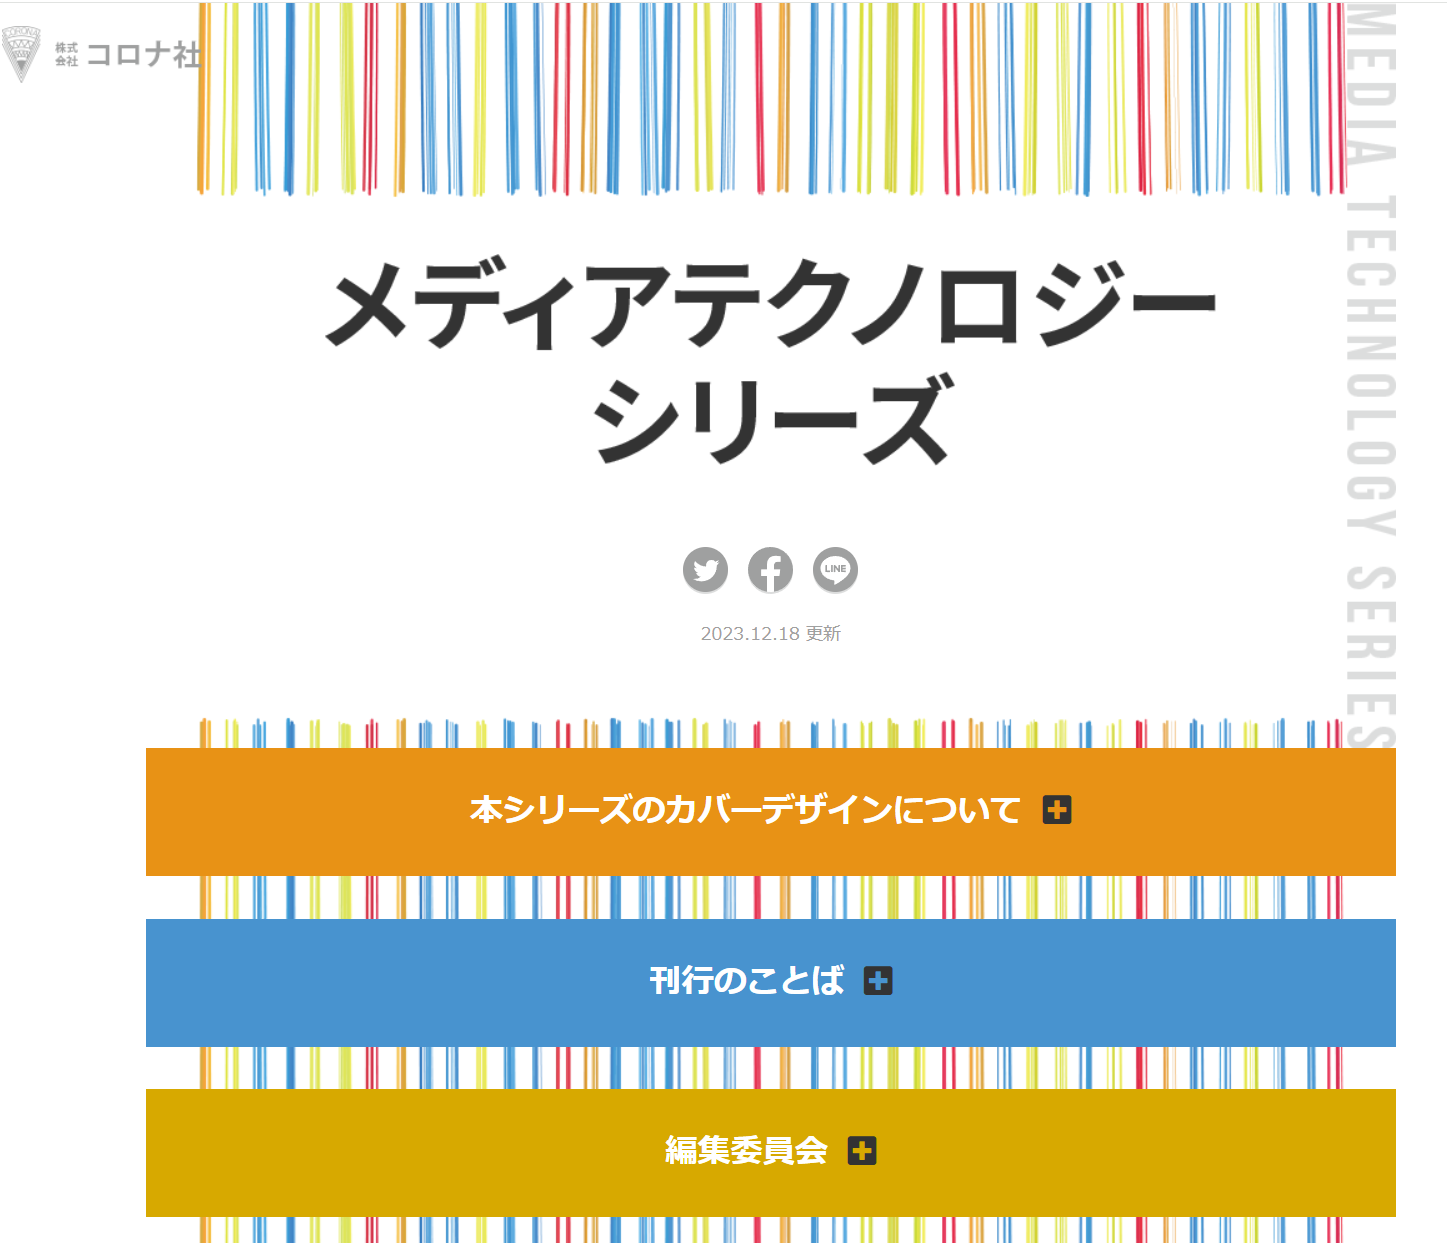 CORONA
株式会社 コロナ社
MEDIA TECHNOLOGY SERIES
メディアテクノロジー
シリーズ
LINE
2023.12.18 更新
本シリーズのカバーデザインについて
刊行のことば
編集委員会